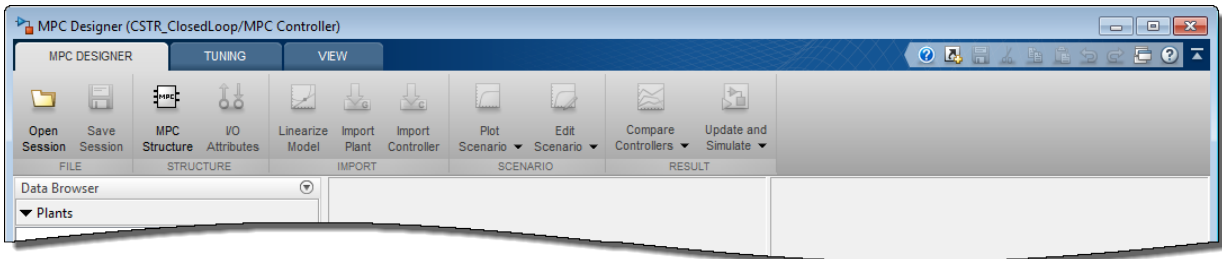 MPC Designer (CSTR_ClosedLoop/MPC Controller)
MPC DESIGNER TUNING VIEW
Open Session Save Session MPC Structure I/O Attributes Linearize Model Import Plant Import Controller Plot Scenario Edit Scenario Compare Controllers Update and Simulate
FILE STRUCTURE IMPORT SCENARIO RESULT
Data Browser
Plants